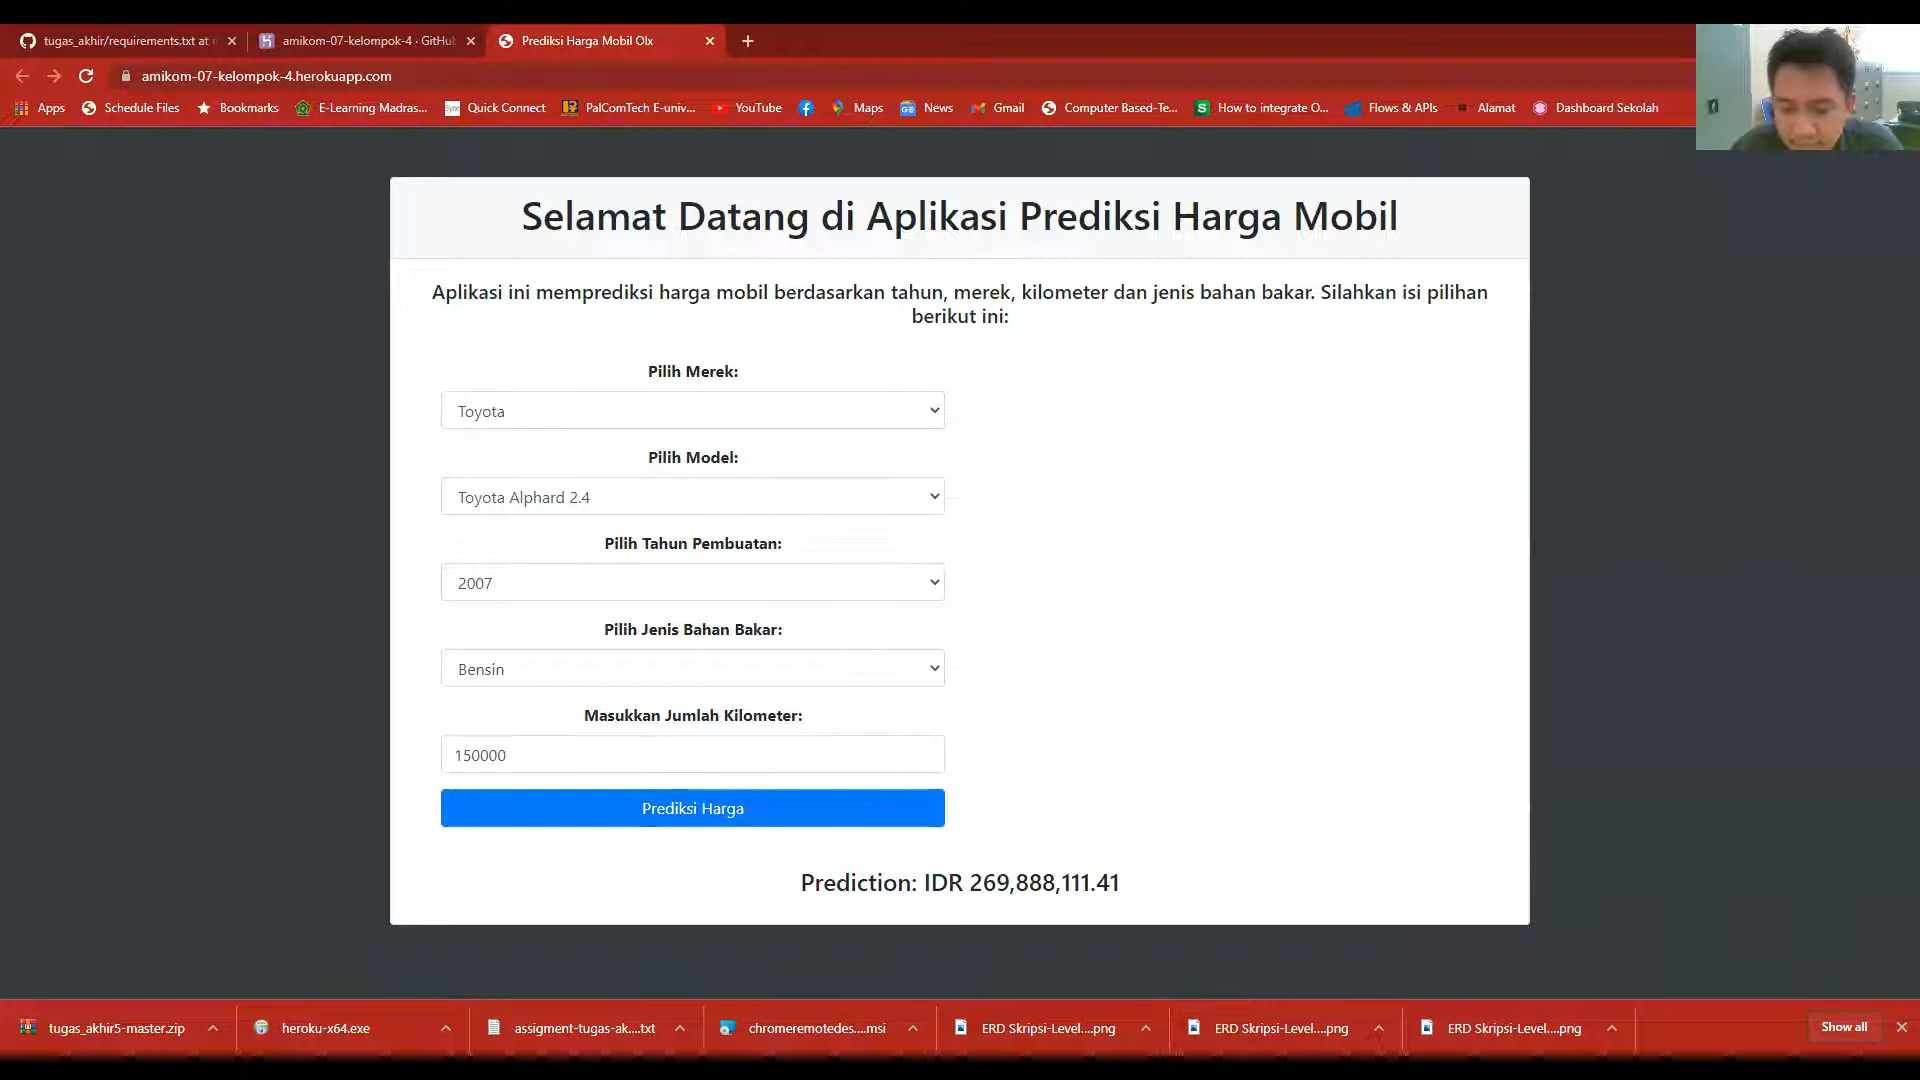 tugas_akhir/requirements.txt at
amikom-07-kelompok-4 · GitHub
Prediksi Harga Mobil Olx
amikom-07-kelompok-4.herokuapp.com
Apps
Schedule Files
Bookmarks
E-Learning Madras...
Quick Connect
PalComTech E-univ...
YouTube
Maps
News
Gmail
Computer Based-Te...
How to integrate O...
Flows & APIs
Alamat
Dashboard Sekolah
Selamat Datang di Aplikasi Prediksi Harga Mobil
Aplikasi ini memprediksi harga mobil berdasarkan tahun, merek, kilometer dan jenis bahan bakar. Silahkan isi pilihan
berikut ini:
Pilih Merek:
Toyota
Pilih Model:
Toyota Alphard 2.4
Pilih Tahun Pembuatan:
2007
Pilih Jenis Bahan Bakar:
Bensin
Masukkan Jumlah Kilometer:
150000
Prediksi Harga
Prediction: IDR 269,888,111.41
tugas_akhir5-master.zip
heroku-x64.exe
assigment-tugas-ak....txt
chromeremotedes....msi
ERD Skripsi-Level....png
ERD Skripsi-Level....png
ERD Skripsi-Level....png
Show all